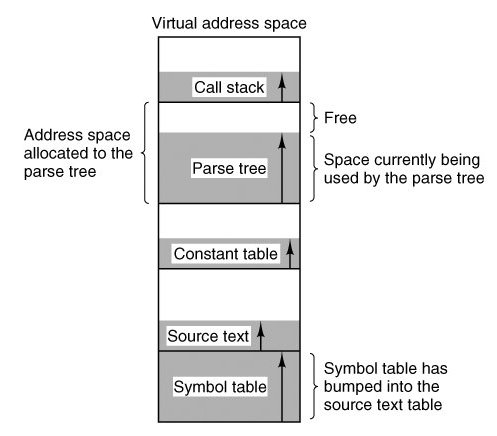 Virtual address space
Call stack
Free
Address space
allocated to the
parse tree
Parse tree
Space currently being
used by the parse tree
Constant table
Source text
Symbol table
Symbol table has
bumped into the
source text table